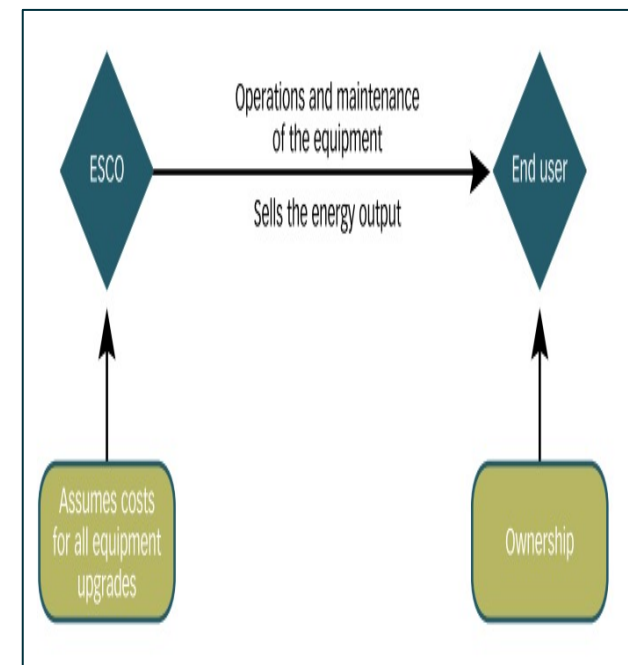 Operations and maintenance
of the equipment
ESCO
End user
Sells the energy output
Assumes costs
for all equipment
upgrades
Ownership